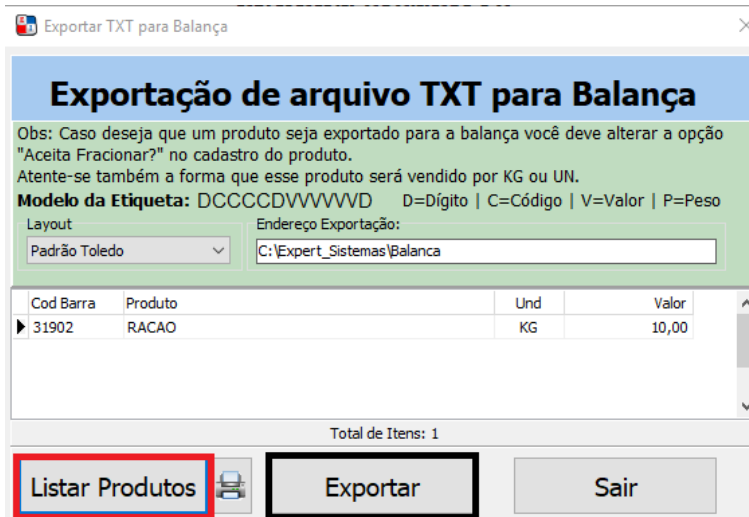 Exportar TXT para Balança
Exportação de arquivo TXT para Balança
Obs: Caso deseja que um produto seja exportado para a balança você deve alterar a opção
"Aceita Fracionar?" no cadastro do produto.
Atente-se também a forma que esse produto será vendido por KG ou UN.
Modelo da Etiqueta: DCCCCDVVVVVVD D=Dígito | C=Código | V=Valor | P=Peso
Layout Endereço Exportação:
Padrão Toledo C:\Expert_Sistemas\Balanca
Cod Barra Produto Und Valor
31902 RACAO KG 10,00
Total de Itens: 1
Listar Produtos Exportar Sair